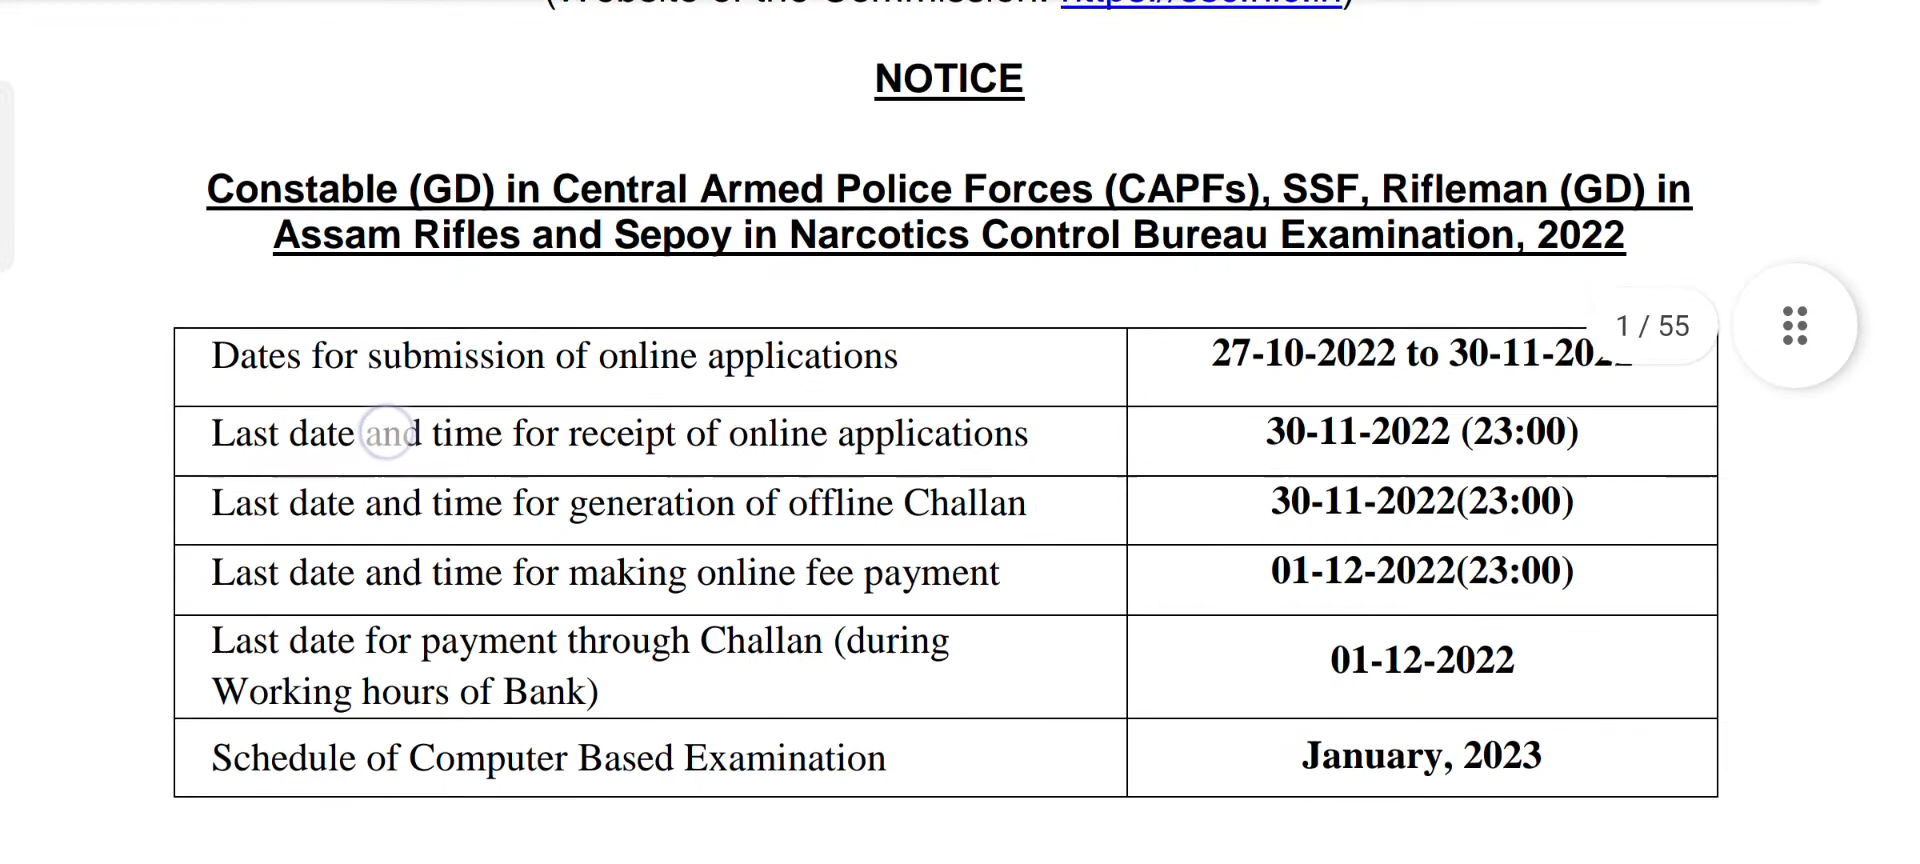 NOTICE
Constable (GD) in Central Armed Police Forces (CAPFs), SSF, Rifleman (GD) in
Assam Rifles and Sepoy in Narcotics Control Bureau Examination, 2022
1 / 55
Dates for submission of online applications 27-10-2022 to 30-11-202
Last date and time for receipt of online applications 30-11-2022 (23:00)
Last date and time for generation of offline Challan 30-11-2022(23:00)
Last date and time for making online fee payment 01-12-2022(23:00)
Last date for payment through Challan (during
Working hours of Bank) 01-12-2022
Schedule of Computer Based Examination January, 2023